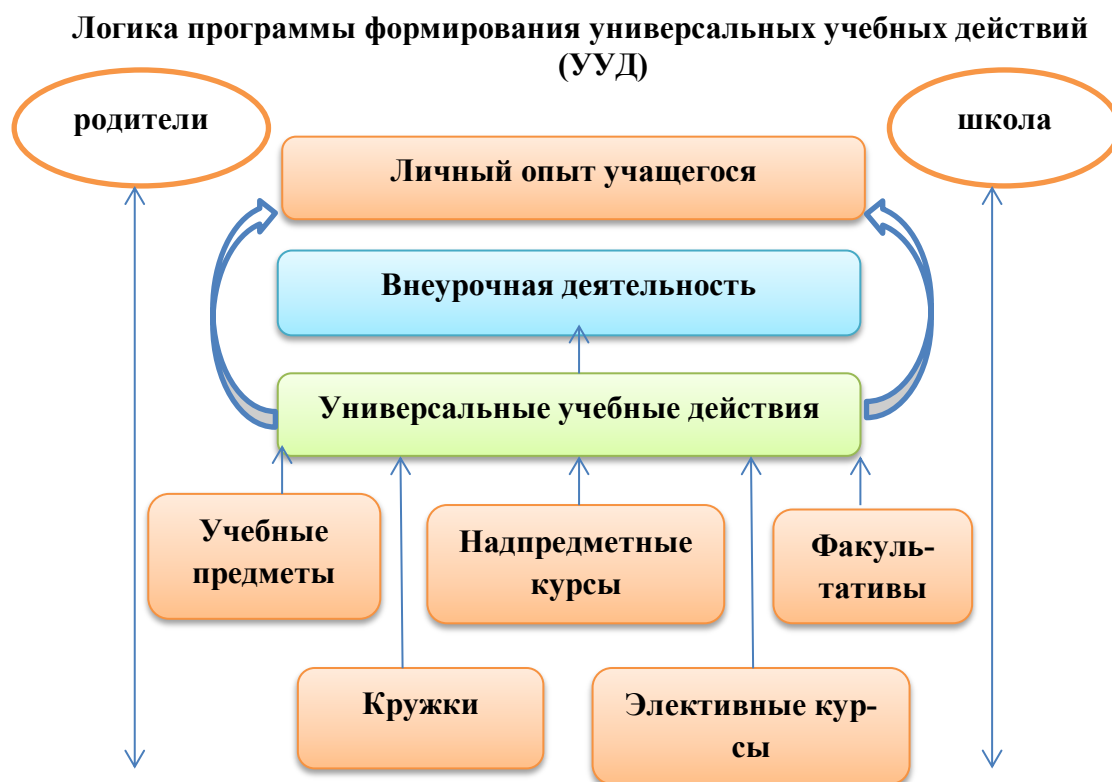 Логика программы формирования универсальных учебных действий
(УУД)
родители
школа
Личный опыт учащегося
Внеурочная деятельность
Универсальные учебные действия
Учебные
предметы
Надпредметные
курсы
Факуль-
тативы
Кружки
Элективные кур-
сы